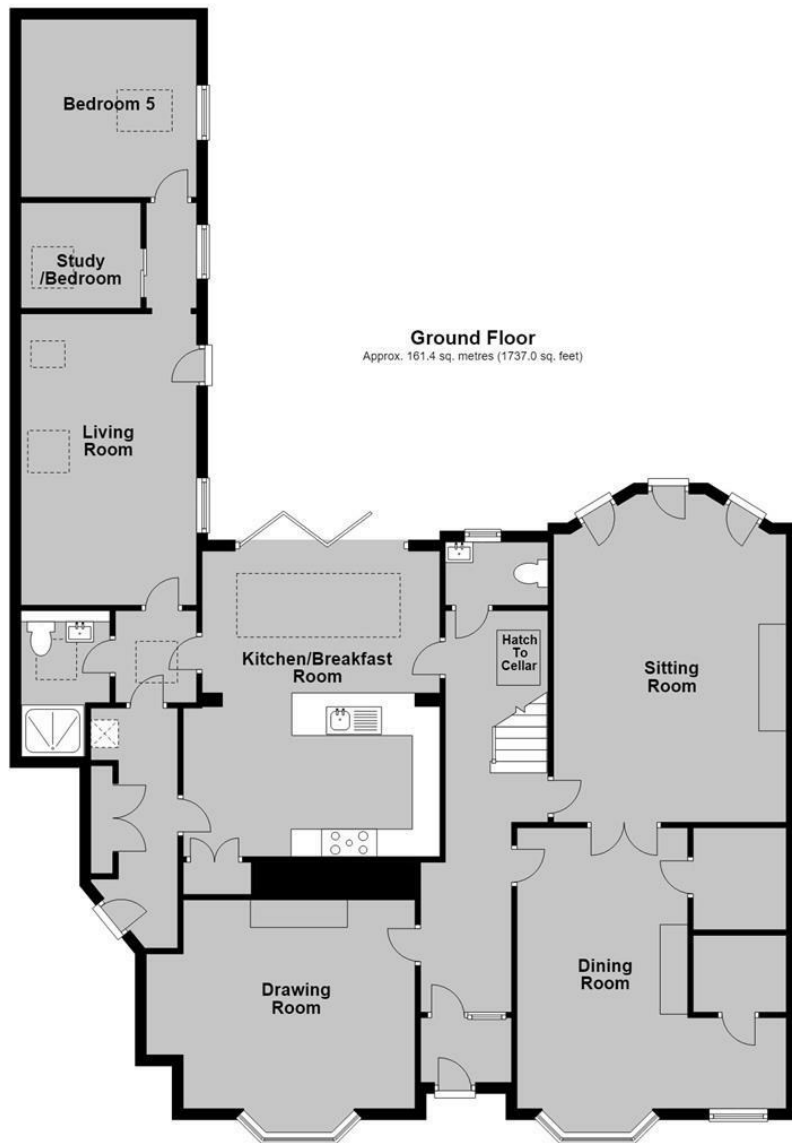 Bedroom 5
Study
/Bedroom
Ground Floor
Approx. 161.4 sq. metres (1737.0 sq. feet)
Living
Room
Kitchen/Breakfast
Room
Hatch
To
Cellar
Sitting
Room
Drawing
Room
Dining
Room